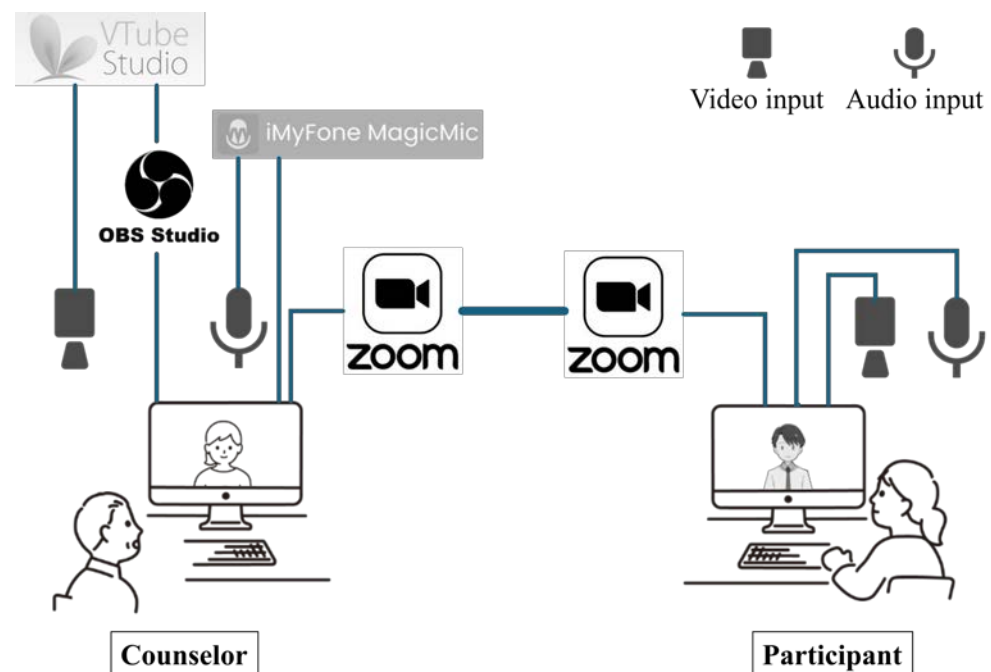 VTube
Studio
Video input
Audio input
iMyFone MagicMic
OBS Studio
zoom
zoom
Counselor
Participant